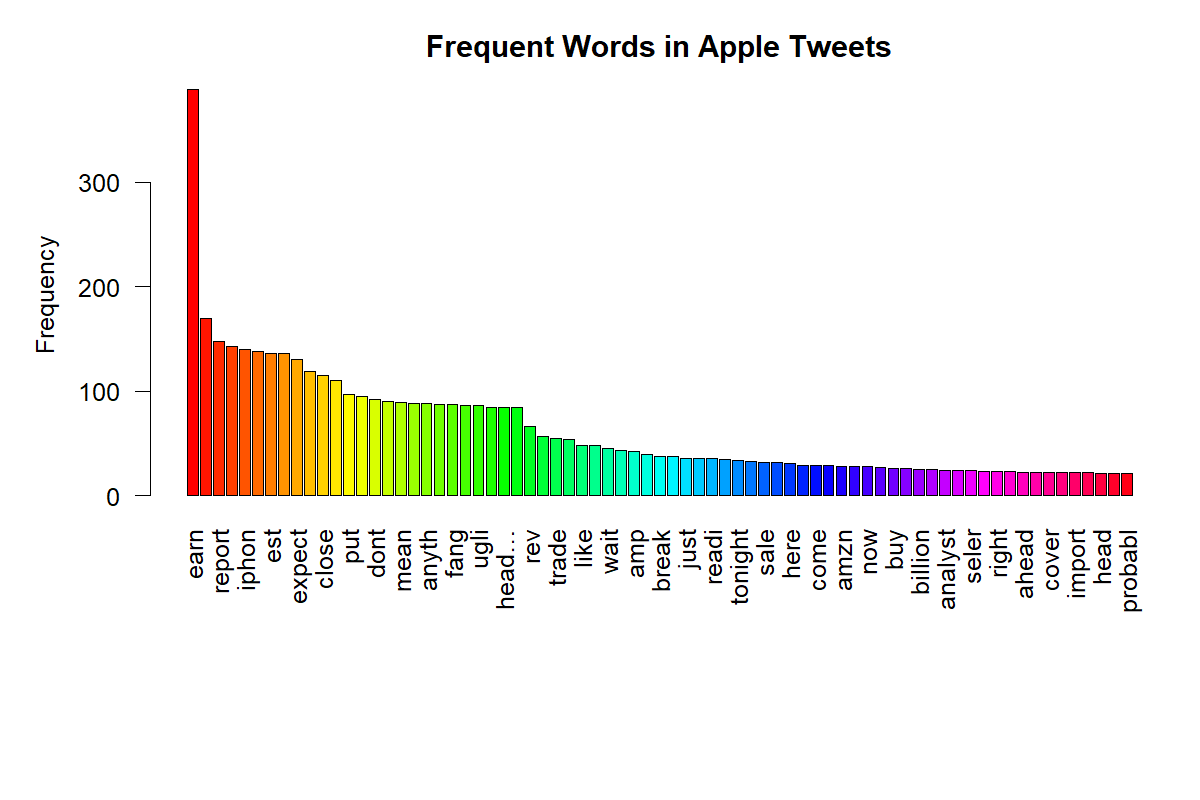 Frequent Words in Apple Tweets
Frequency
300
200
100
0
earn
report
iphon
est
expect
close
put
dont
mean
anyth
fang
ugli
head…
rev
trade
like
wait
amp
break
just
readi
tonight
sale
here
come
amzn
now
buy
billion
analyst
seler
right
ahead
cover
import
head
probabl